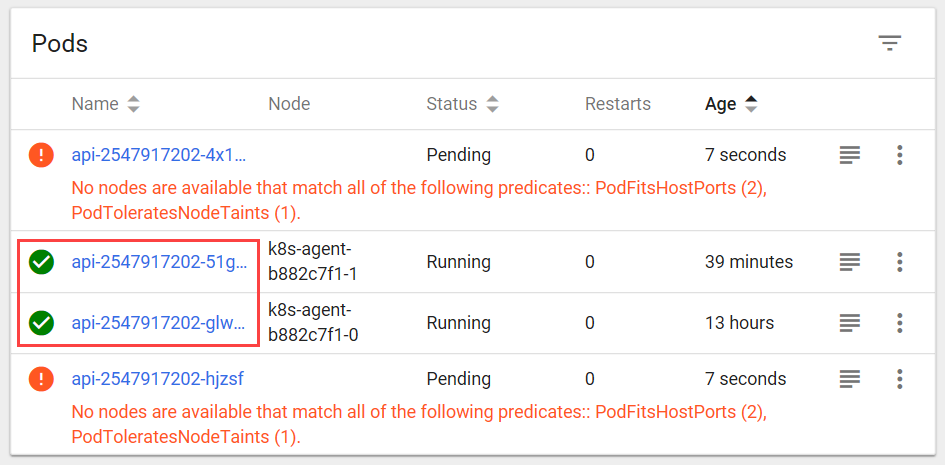 Pods
Name Node Status Restarts Age
api-2547917202-4x1... Pending 0 7 seconds
No nodes are available that match all of the following predicates:: PodFitsHostPorts (2),
PodToleratesNodeTaints (1).
api-2547917202-51g... k8s-agent-b882c7f1-1 Running 0 39 minutes
api-2547917202-glw... k8s-agent-b882c7f1-0 Running 0 13 hours
api-2547917202-hjzsf Pending 0 7 seconds
No nodes are available that match all of the following predicates:: PodFitsHostPorts (2),
PodToleratesNodeTaints (1).